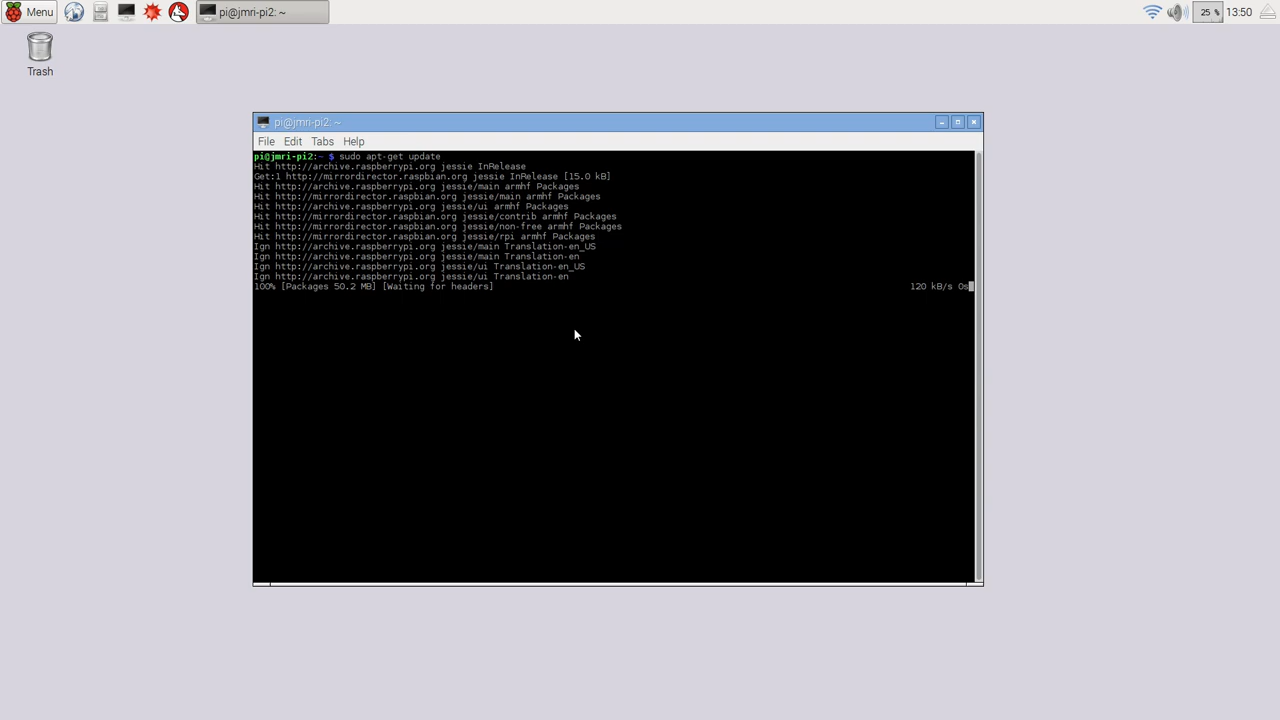 Menu
pi@jmri-pi2: ~
25 %
13:50
Trash
pi@jmri-pi2: ~
File Edit Tabs Help
pi@jmri-pi2:~ $ sudo apt-get update
Hit http://archive.raspberrypi.org jessie InRelease
Get:1 http://mirrordirector.raspbian.org jessie InRelease [15.0 kB]
Hit http://archive.raspberrypi.org jessie/main armhf Packages
Hit http://mirrordirector.raspbian.org jessie/main armhf Packages
Hit http://archive.raspberrypi.org jessie/ui armhf Packages
Hit http://mirrordirector.raspbian.org jessie/contrib armhf Packages
Hit http://mirrordirector.raspbian.org jessie/non-free armhf Packages
Hit http://mirrordirector.raspbian.org jessie/rpi armhf Packages
Ign http://archive.raspberrypi.org jessie/main Translation-en_US
Ign http://archive.raspberrypi.org jessie/main Translation-en
Ign http://archive.raspberrypi.org jessie/ui Translation-en_US
Ign http://archive.raspberrypi.org jessie/ui Translation-en
100% [Packages 50.2 MB] [Waiting for headers] 120 kB/s 0s